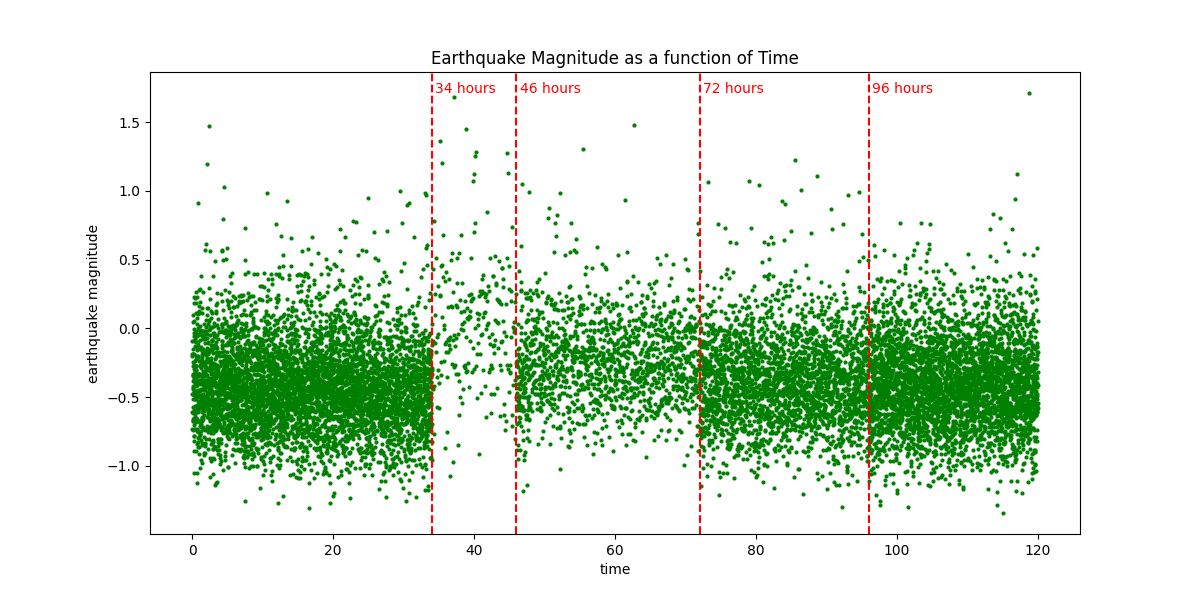 Earthquake Magnitude as a function of Time
34 hours
46 hours
72 hours
96 hours
earthquake magnitude
1.5
1.0
0.5
0.0
−0.5
−1.0
0
20
40
60
80
100
120
time